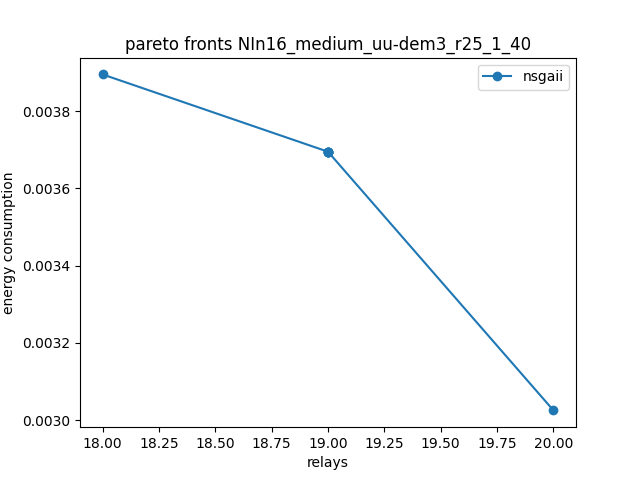 pareto fronts NIn16_medium_uu-dem3_r25_1_40
nsgaii
energy consumption
0.0038
0.0036
0.0034
0.0032
0.0030
18.00 18.25 18.50 18.75 19.00 19.25 19.50 19.75 20.00
relays